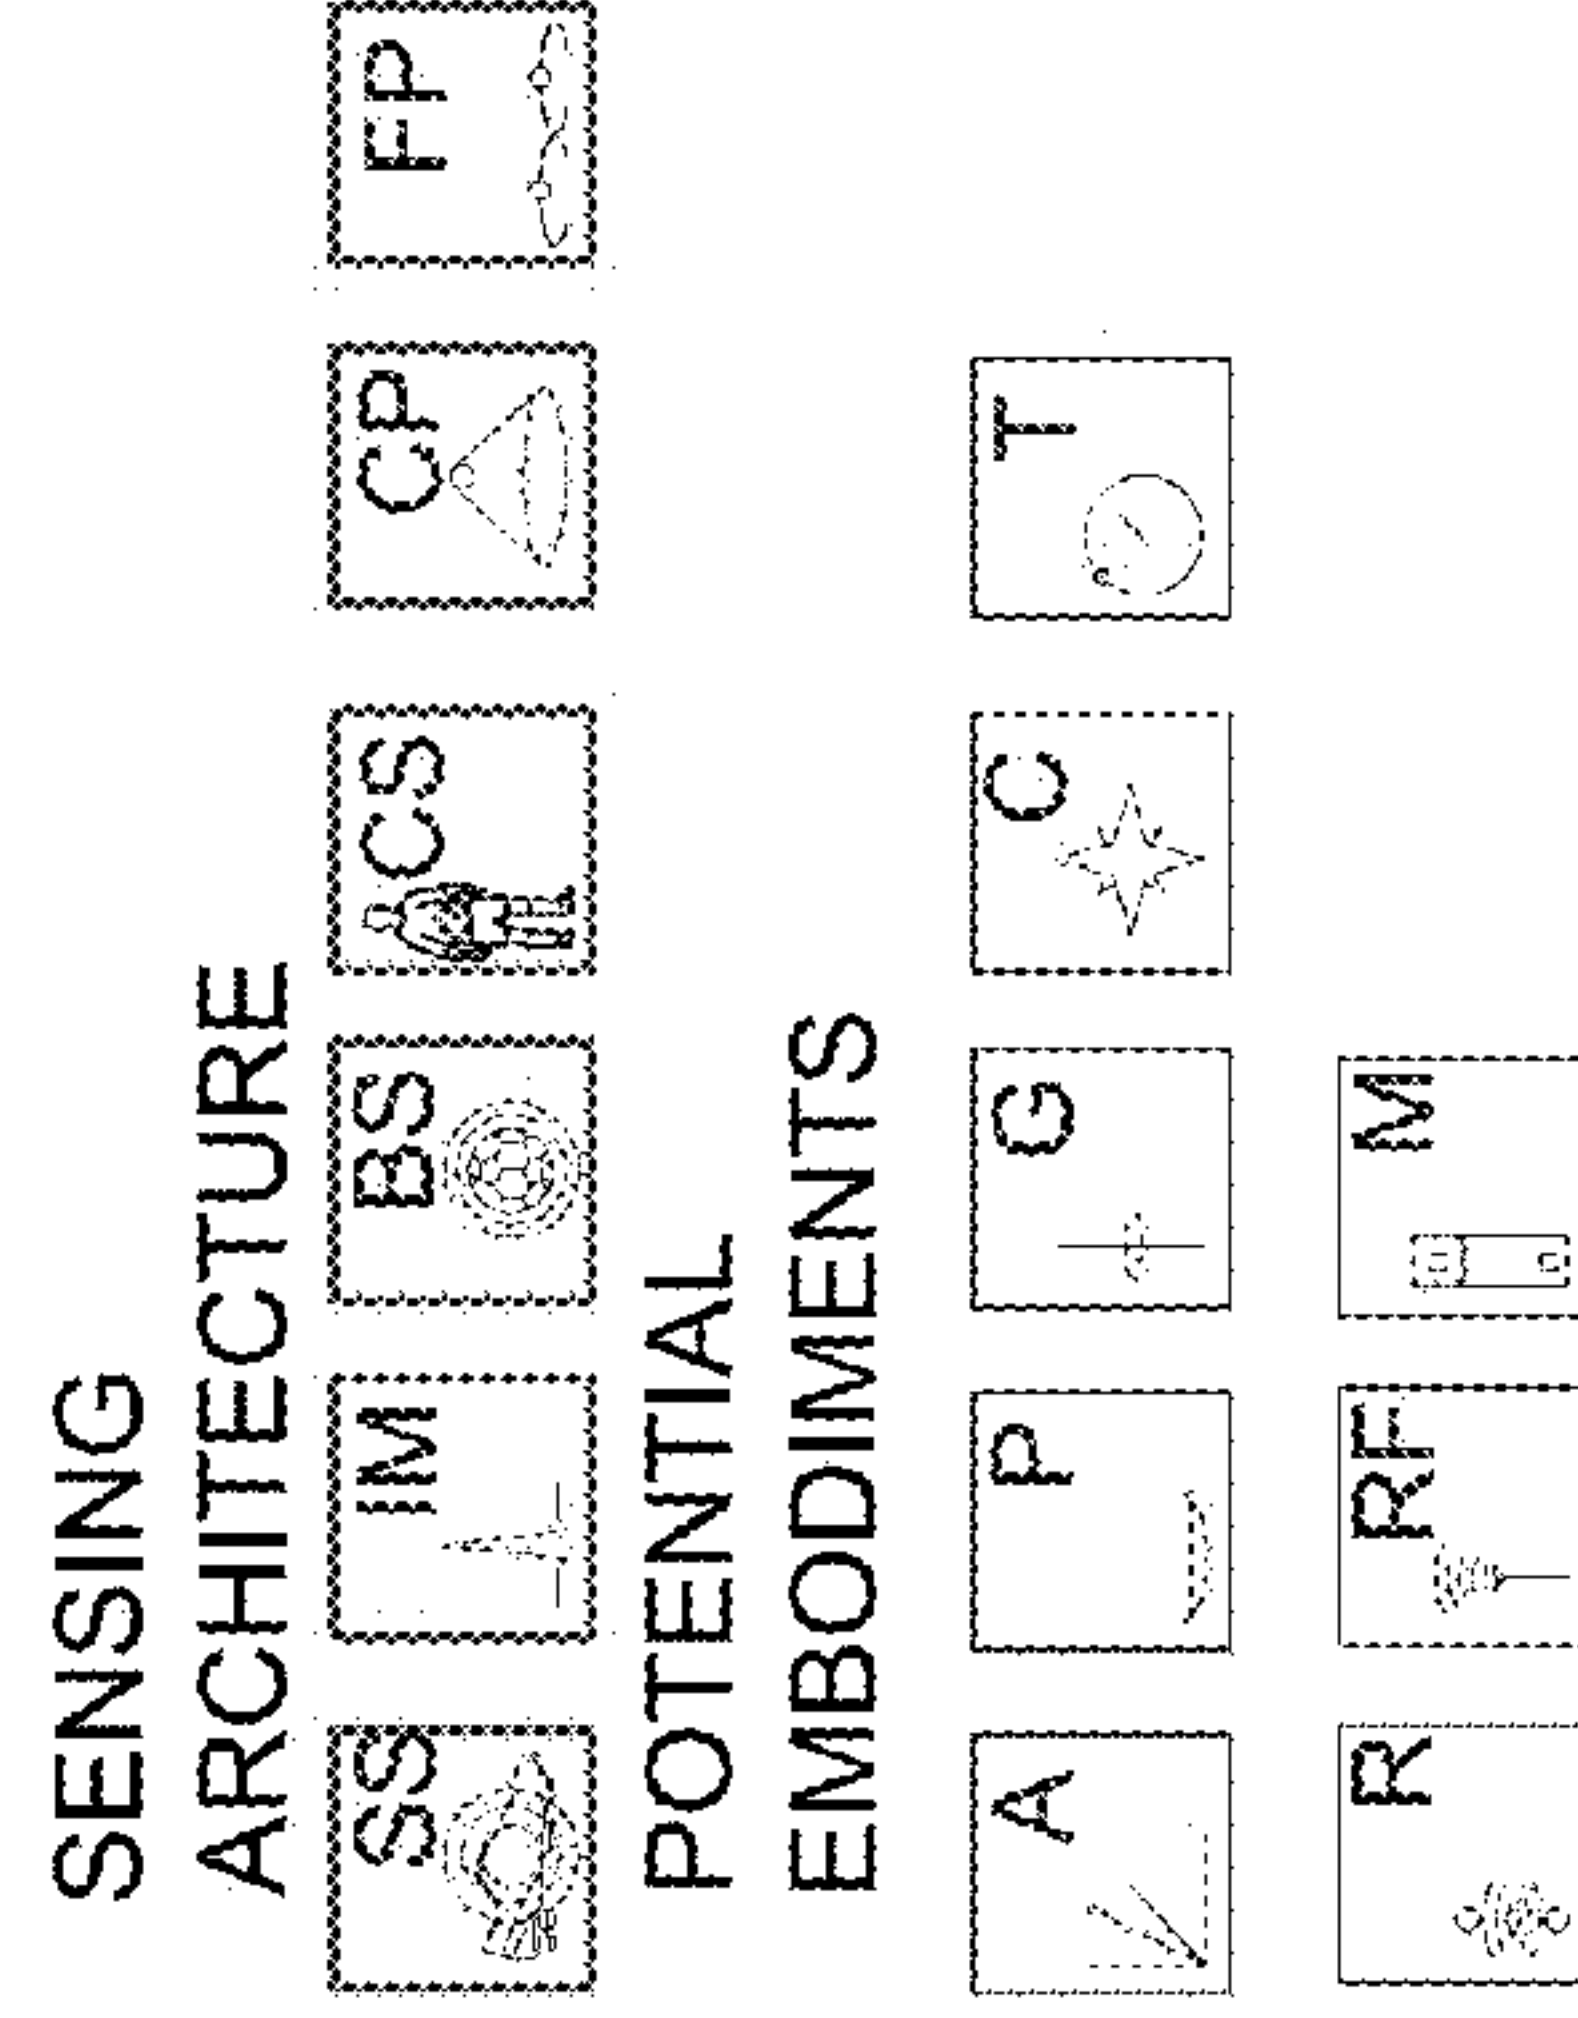 SENSING
ARCHITECTURE
SS IM BS CS CP FP
POTENTIAL
EMBODIMENTS
A P G C T
R RF M